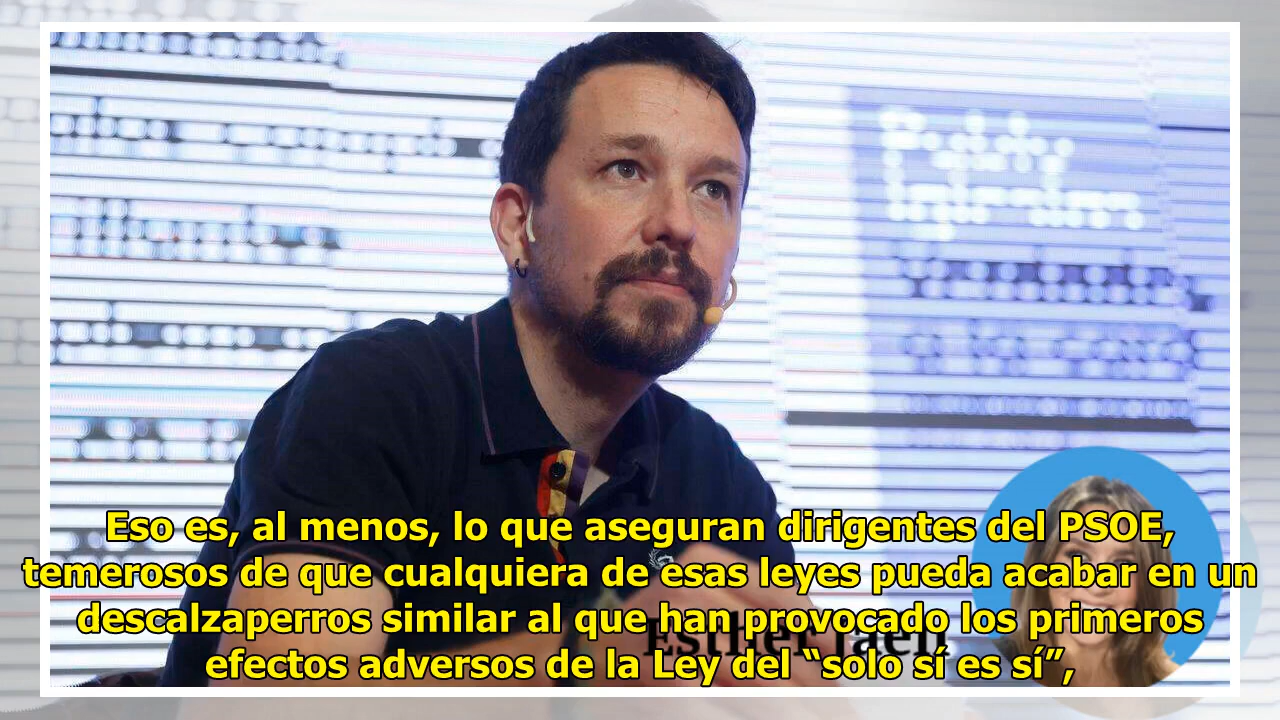 Eso es, al menos, lo que aseguran dirigentes del PSOE,
temerosos de que cualquiera de esas leyes pueda acabar en un
descalzaperros similar al que han provocado los primeros
efectos adversos de la Ley del “solo sí es sí”,
Esther Jaén